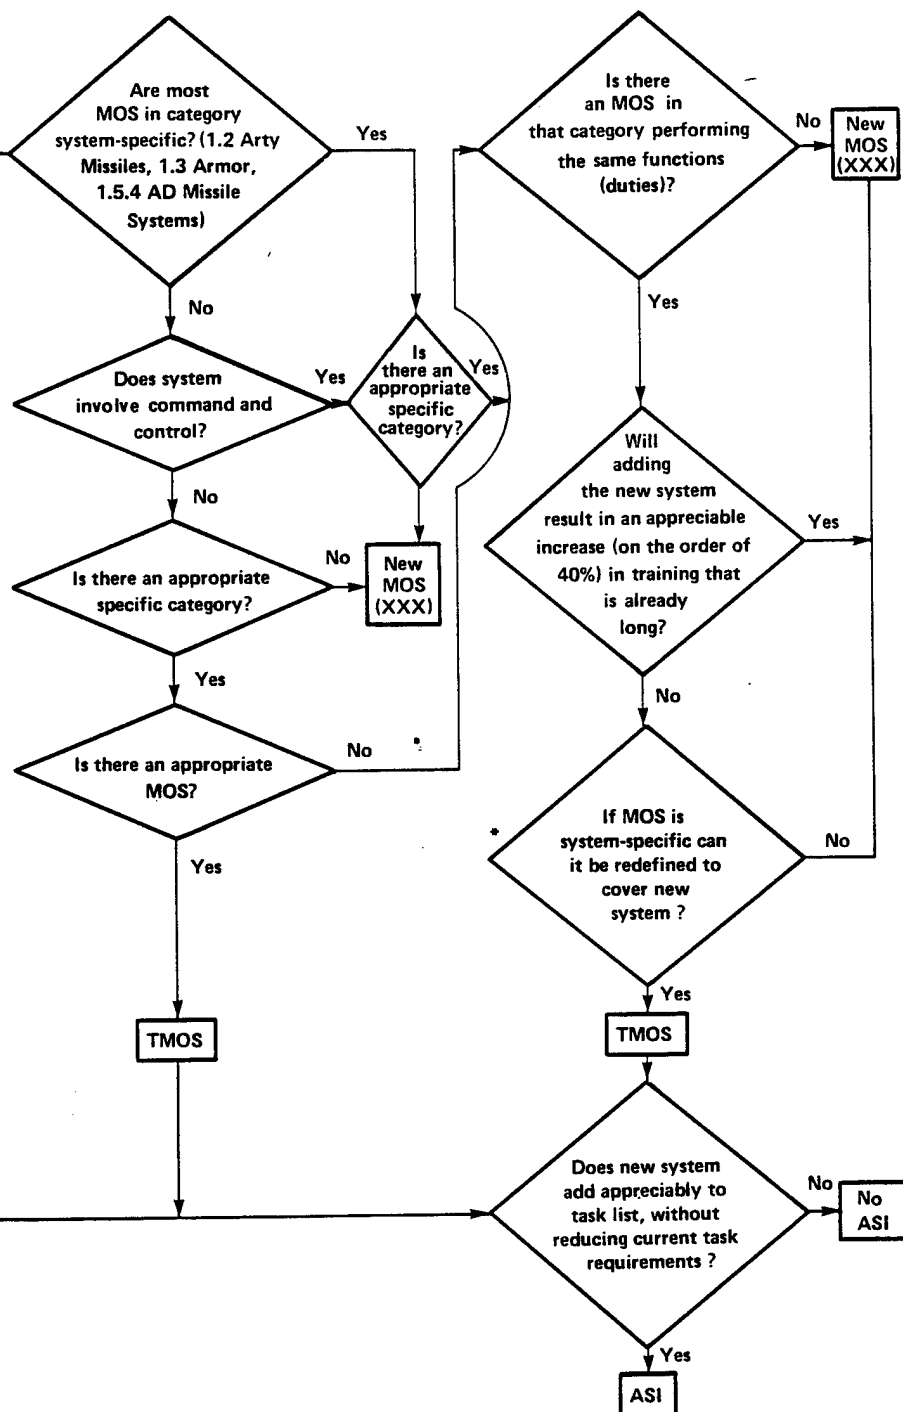 Are most
MOS in category
system-specific? (1.2 Arty
Missiles, 1.3 Armor,
1.5.4 AD Missile
Systems)
Yes
No
Does system
involve command and
control?
Yes
No
Is
there an
appropriate
specific
category?
Yes
Is there an appropriate
specific category?
No
New
MOS
(XXX)
Yes
Is there an appropriate
MOS?
No
Yes
TMOS
Is there
an MOS in
that category performing
the same functions
(duties)?
No
New
MOS
(XXX)
Yes
Will
adding
the new system
result in an appreciable
increase (on the order of
40%) in training that
is already
long?
Yes
No
*
If MOS is
system-specific can
it be redefined to
cover new
system ?
No
Yes
TMOS
Does new system
add appreciably to
task list, without
reducing current task
requirements ?
No
No
ASI
Yes
ASI